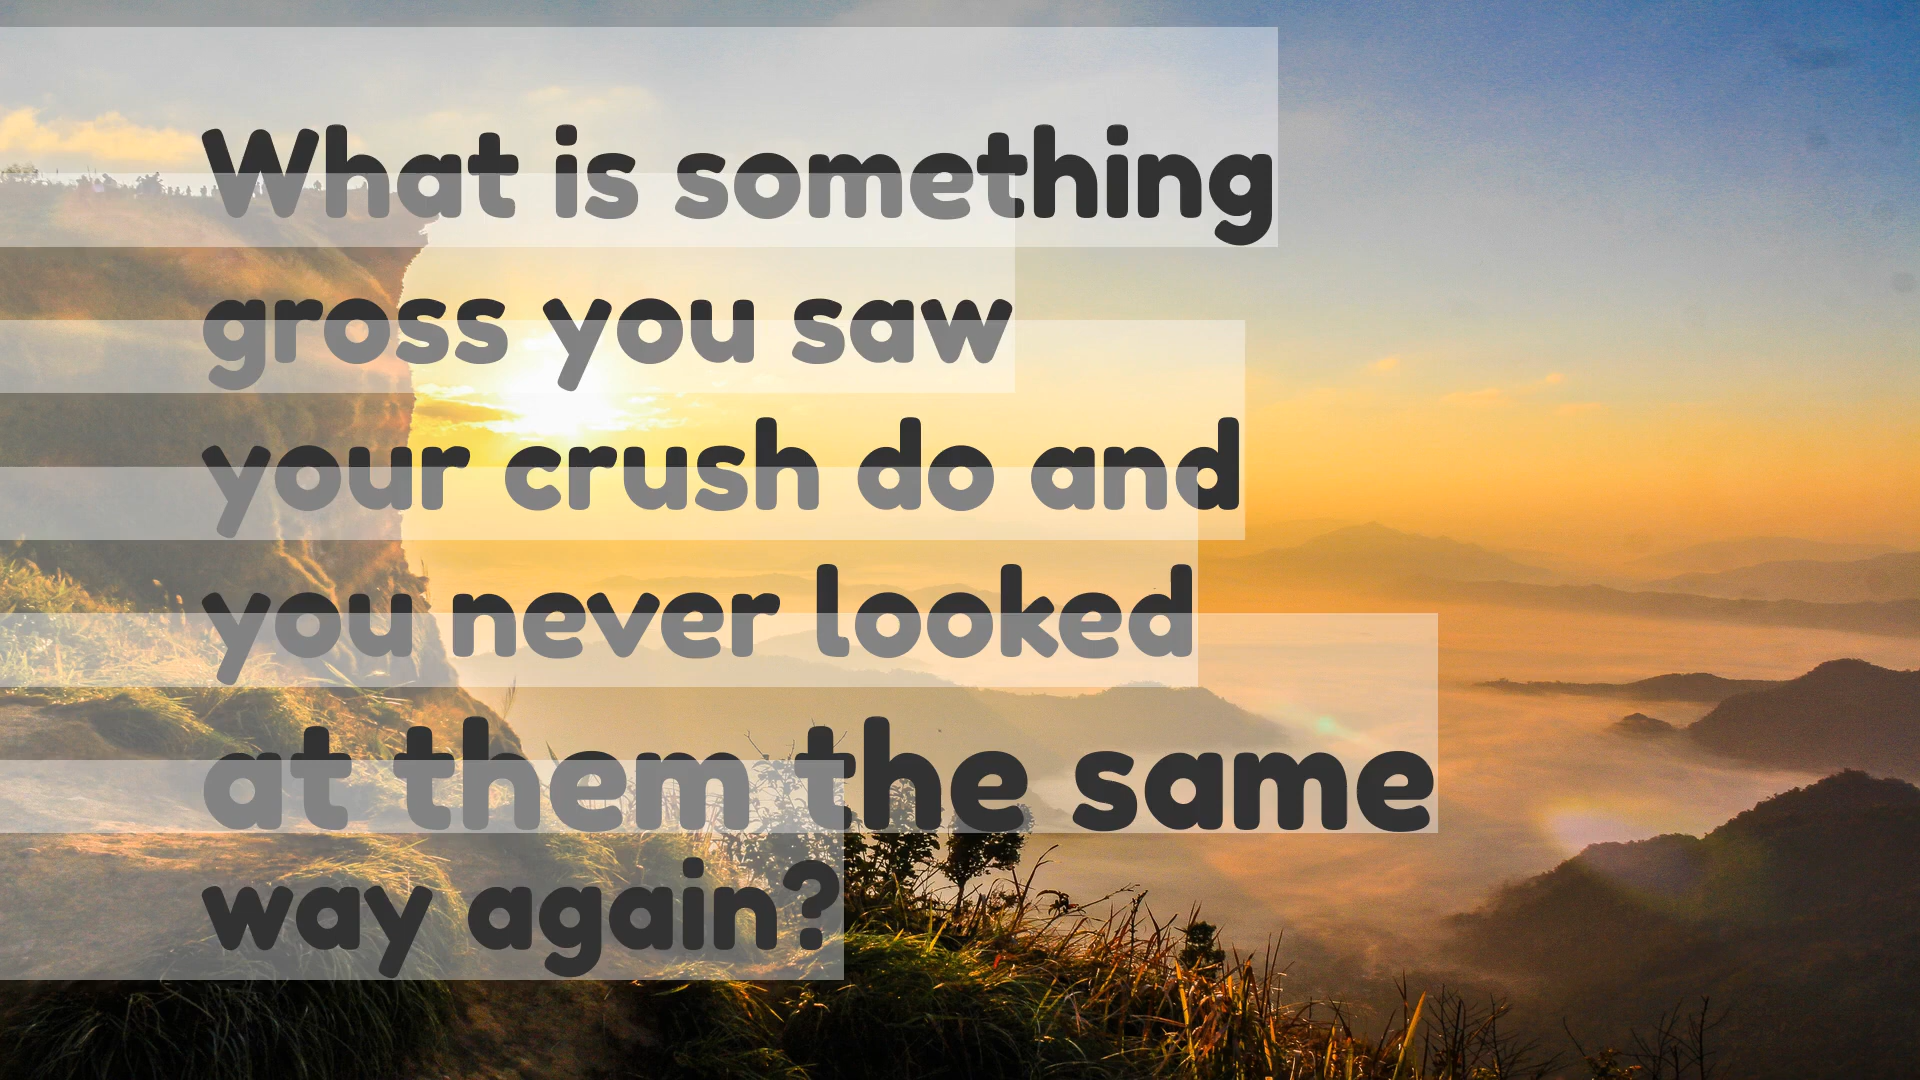 What is something
gross you saw
your crush do and
you never looked
at them the same
way again?